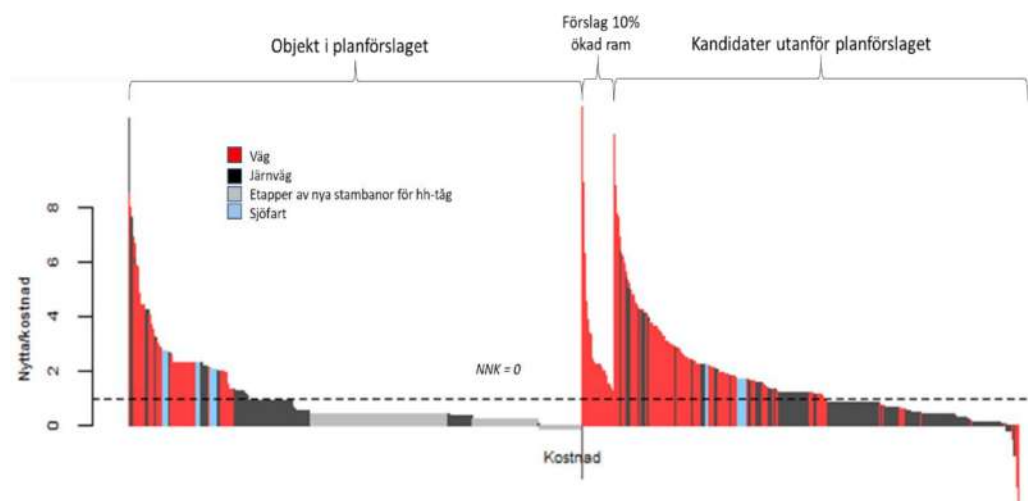 Objekt i planförslaget
Förslag 10%
ökad ram
Kandidater utanför planförslaget
Väg
Järnväg
Etapper av nya stambanor för hh-tåg
Sjöfart
Nytta/kostnad
8
6
4
2
0
NNK = 0
Kostnad